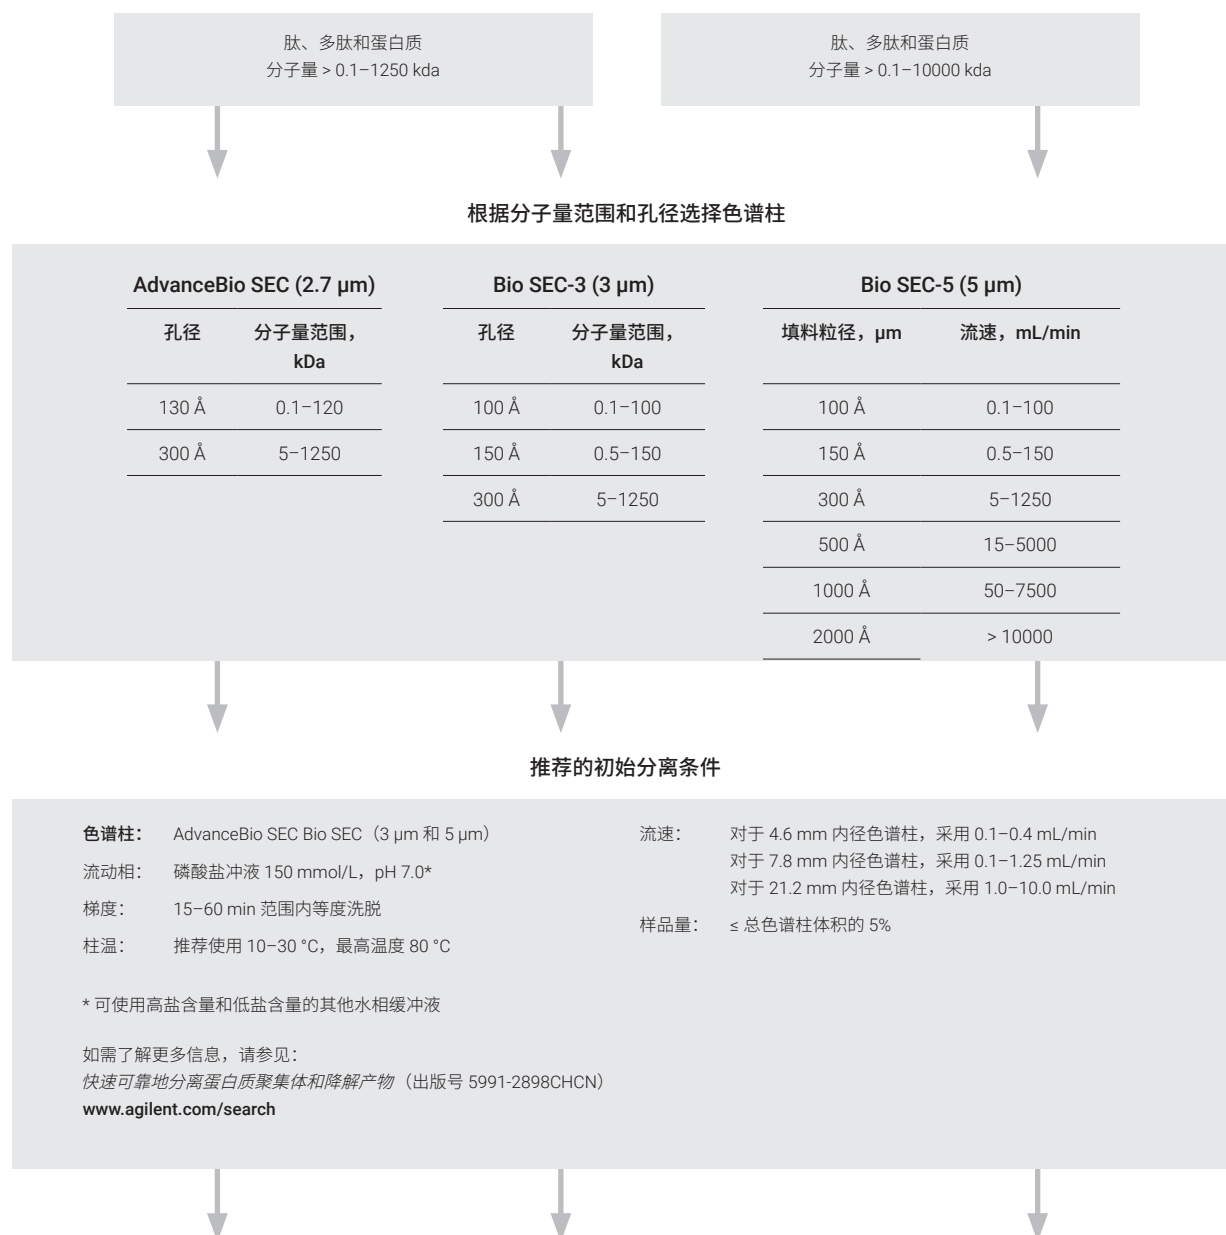 肽、多肽和蛋白质
分子量 > 0.1–1250 kda
肽、多肽和蛋白质
分子量 > 0.1–10000 kda
根据分子量范围和孔径选择色谱柱
AdvanceBio SEC (2.7 µm)
孔径 分子量范围,
kDa
130 Å 0.1–120
300 Å 5–1250
Bio SEC-3 (3 µm)
孔径 分子量范围,
kDa
100 Å 0.1–100
150 Å 0.5–150
300 Å 5–1250
Bio SEC-5 (5 µm)
填料粒径，µm 流速，mL/min
100 Å 0.1–100
150 Å 0.5–150
300 Å 5–1250
500 Å 15–5000
1000 Å 50–7500
2000 Å > 10000
推荐的初始分离条件
色谱柱： AdvanceBio SEC Bio SEC（3 µm 和 5 µm）
流动相： 磷酸盐冲液 150 mmol/L，pH 7.0*
梯度： 15–60 min 范围内等度洗脱
柱温： 推荐使用 10–30 °C，最高温度 80 °C
流速： 对于 4.6 mm 内径色谱柱，采用 0.1–0.4 mL/min
对于 7.8 mm 内径色谱柱，采用 0.1–1.25 mL/min
对于 21.2 mm 内径色谱柱，采用 1.0–10.0 mL/min
样品量： ≤ 总色谱柱体积的 5%
* 可使用高盐含量和低盐含量的其他水相缓冲液
如需了解更多信息，请参见：
快速可靠地分离蛋白质聚集体和降解产物（出版号 5991-2898CHCN）
www.agilent.com/search